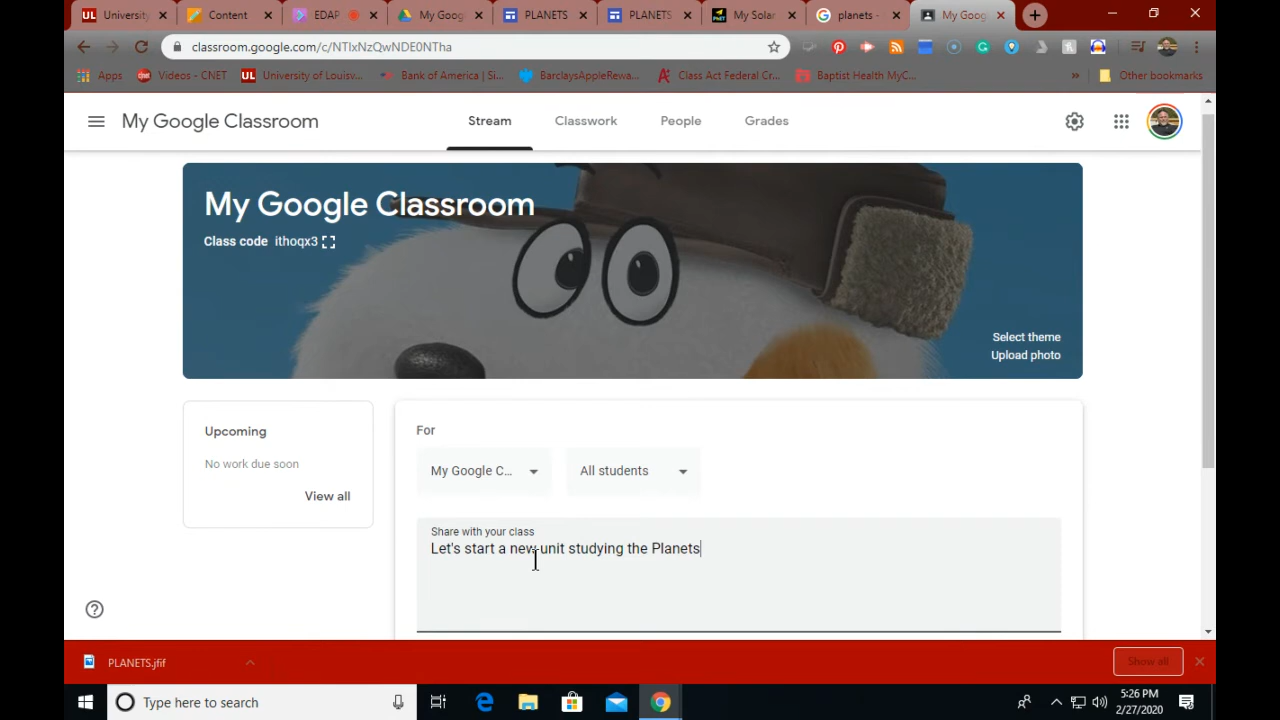 University
Content
EDAP
My Goog
PLANETS
PLANETS
My Solar
planets -
My Goog
classroom.google.com/c/NTIxNzQwNDE0NTha
Apps
Videos - CNET
University of Louisv...
Bank of America | Si...
BarclaysAppleRewa...
Class Act Federal Cr...
Baptist Health MyC...
»
Other bookmarks
My Google Classroom
Stream
Classwork
People
Grades
My Google Classroom
Class code ithoqx3
Select theme
Upload photo
Upcoming
No work due soon
View all
For
My Google C...
All students
Share with your class
Let's start a new unit studying the Planets
PLANETS.jfif
Show all
Type here to search
5:26 PM
2/27/2020